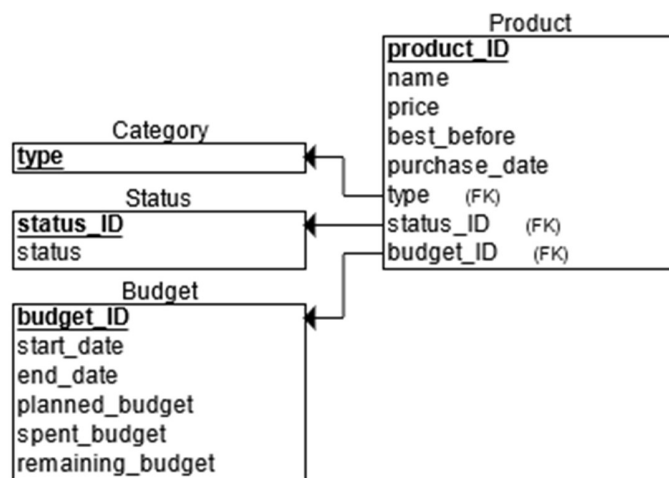 Product
product_ID
name
price
best_before
purchase_date
type (FK)
status_ID (FK)
budget_ID (FK)
Category
type
Status
status_ID
status
Budget
budget_ID
start_date
end_date
planned_budget
spent_budget
remaining_budget